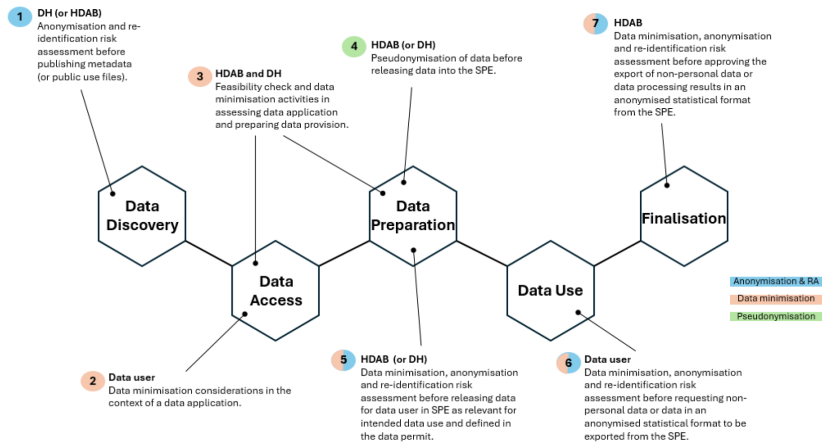 1
DH (or HDAB)
Anonymisation and re-
identification risk
assessment before
publishing metadata
(or public use files).
3
HDAB and DH
Feasibility check and data
minimisation activities in
assessing data application
and preparing data provision.
4
HDAB (or DH)
Pseudonymisation of data before
releasing data into the SPE.
7
HDAB
Data minimisation, anonymisation
and re-identification risk
assessment before approving the
export of non-personal data or
data processing results in an
anonymised statistical format
from the SPE.
Data
Discovery
Data
Access
Data
Preparation
Data Use
Finalisation
Anonymisation & RA
Data minimisation
Pseudonymisation
2
Data user
Data minimisation considerations in the
context of a data application.
5
HDAB (or DH)
Data minimisation, anonymisation
and re-identification risk
assessment before releasing data
for data user in SPE as relevant for
intended data use and defined in
the data permit.
6
Data user
Data minimisation, anonymisation
and re-identification risk
assessment before requesting non-
personal data or data in an
anonymised statistical format to be
exported from the SPE.